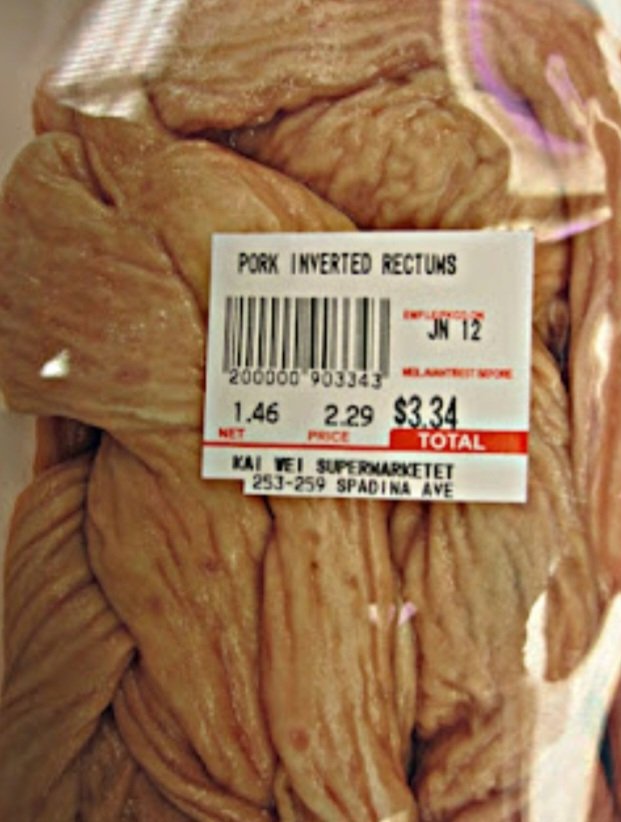 PORK INVERTED RECTUMS
JN 12
200000 903343
1.46 2.29 $3.34
NET PRICE TOTAL
KAI WEI SUPERMARKETET
253-259 SPADINA AVE